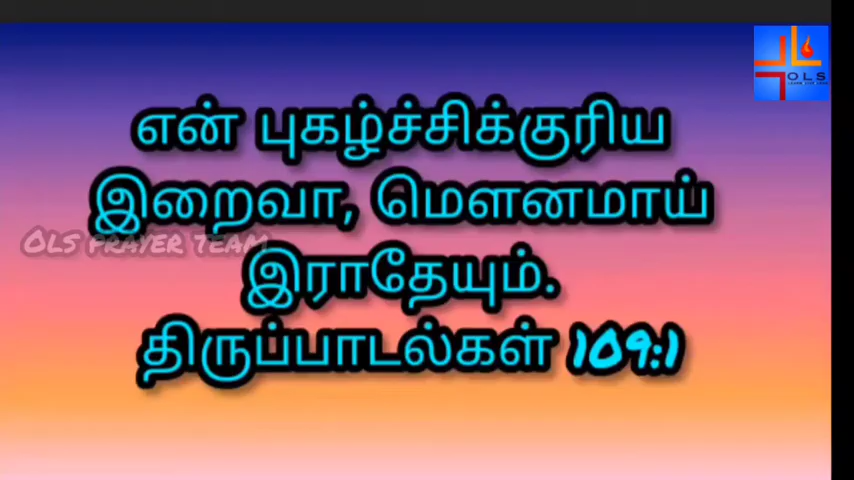 என் புகழ்ச்சிக்குரிய
இறைவா, மௌனமாய்
OLS PRAYER TEAM
இராதேயும்.
திருப்பாடல்கள் 109:1
OLS